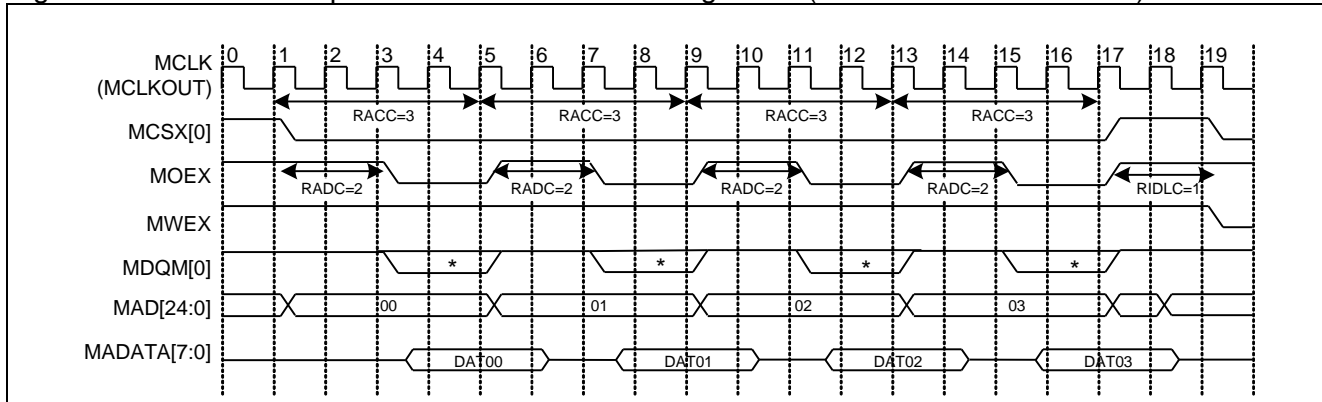 0 1 2 3 4 5 6 7 8 9 10 11 12 13 14 15 16 17 18 19
MCLK
(MCLKOUT)
RACC=3 RACC=3 RACC=3 RACC=3
MCSX[0]
MOEX
RADC=2 RADC=2 RADC=2 RADC=2 RIDLC=1
MWEX
MDQM[0] * * * *
MAD[24:0] 00 01 02 03
MADATA[7:0] DAT00 DAT01 DAT02 DAT03